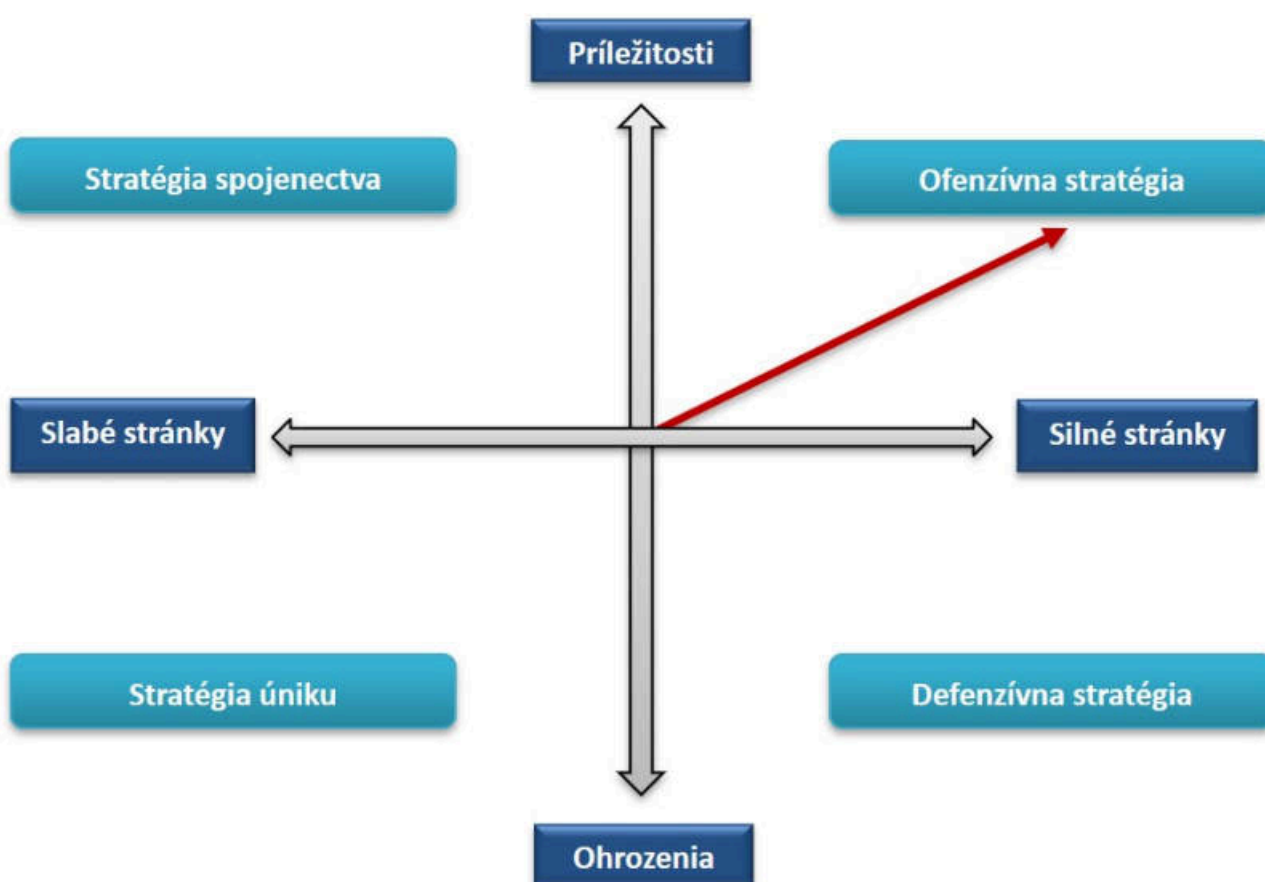 Príležitosti
Stratégia spojenectva
Ofenzívna stratégia
Slabé stránky
Silné stránky
Stratégia úniku
Defenzívna stratégia
Ohrozenia